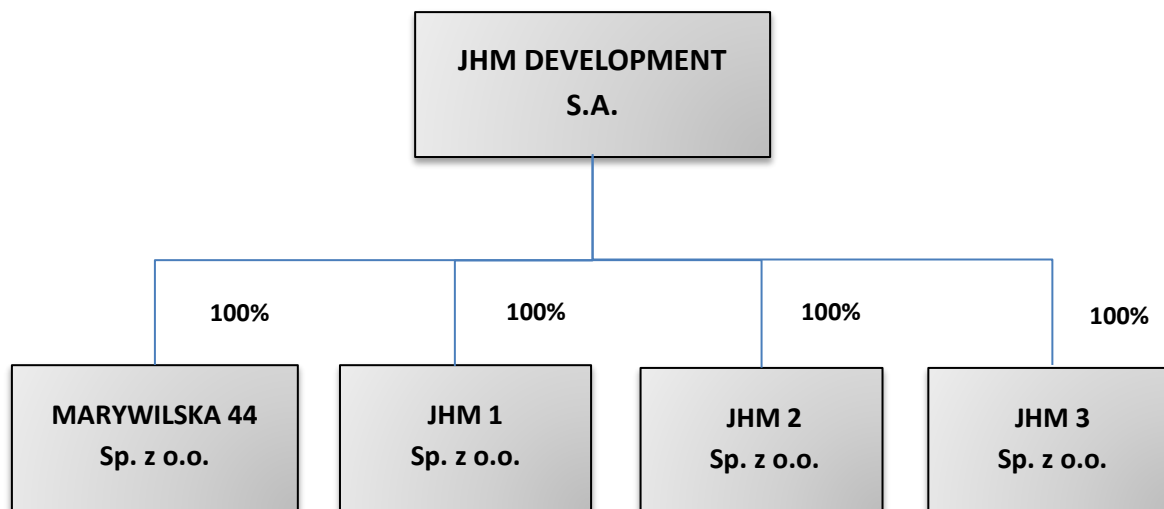 JHM DEVELOPMENT
S.A.
100%
100%
100%
100%
MARYWILSKA 44
Sp. z o.o.
JHM 1
Sp. z o.o.
JHM 2
Sp. z o.o.
JHM 3
Sp. z o.o.